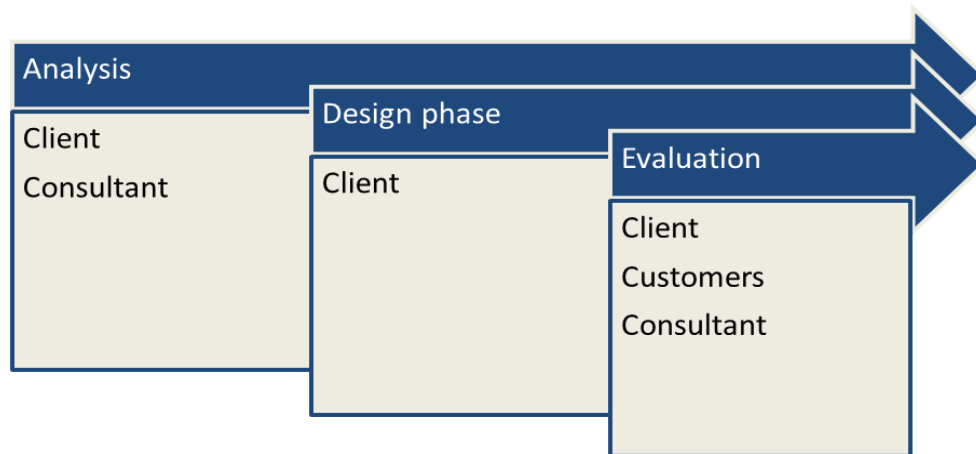 Analysis
Client
Consultant
Design phase
Client
Evaluation
Client
Customers
Consultant